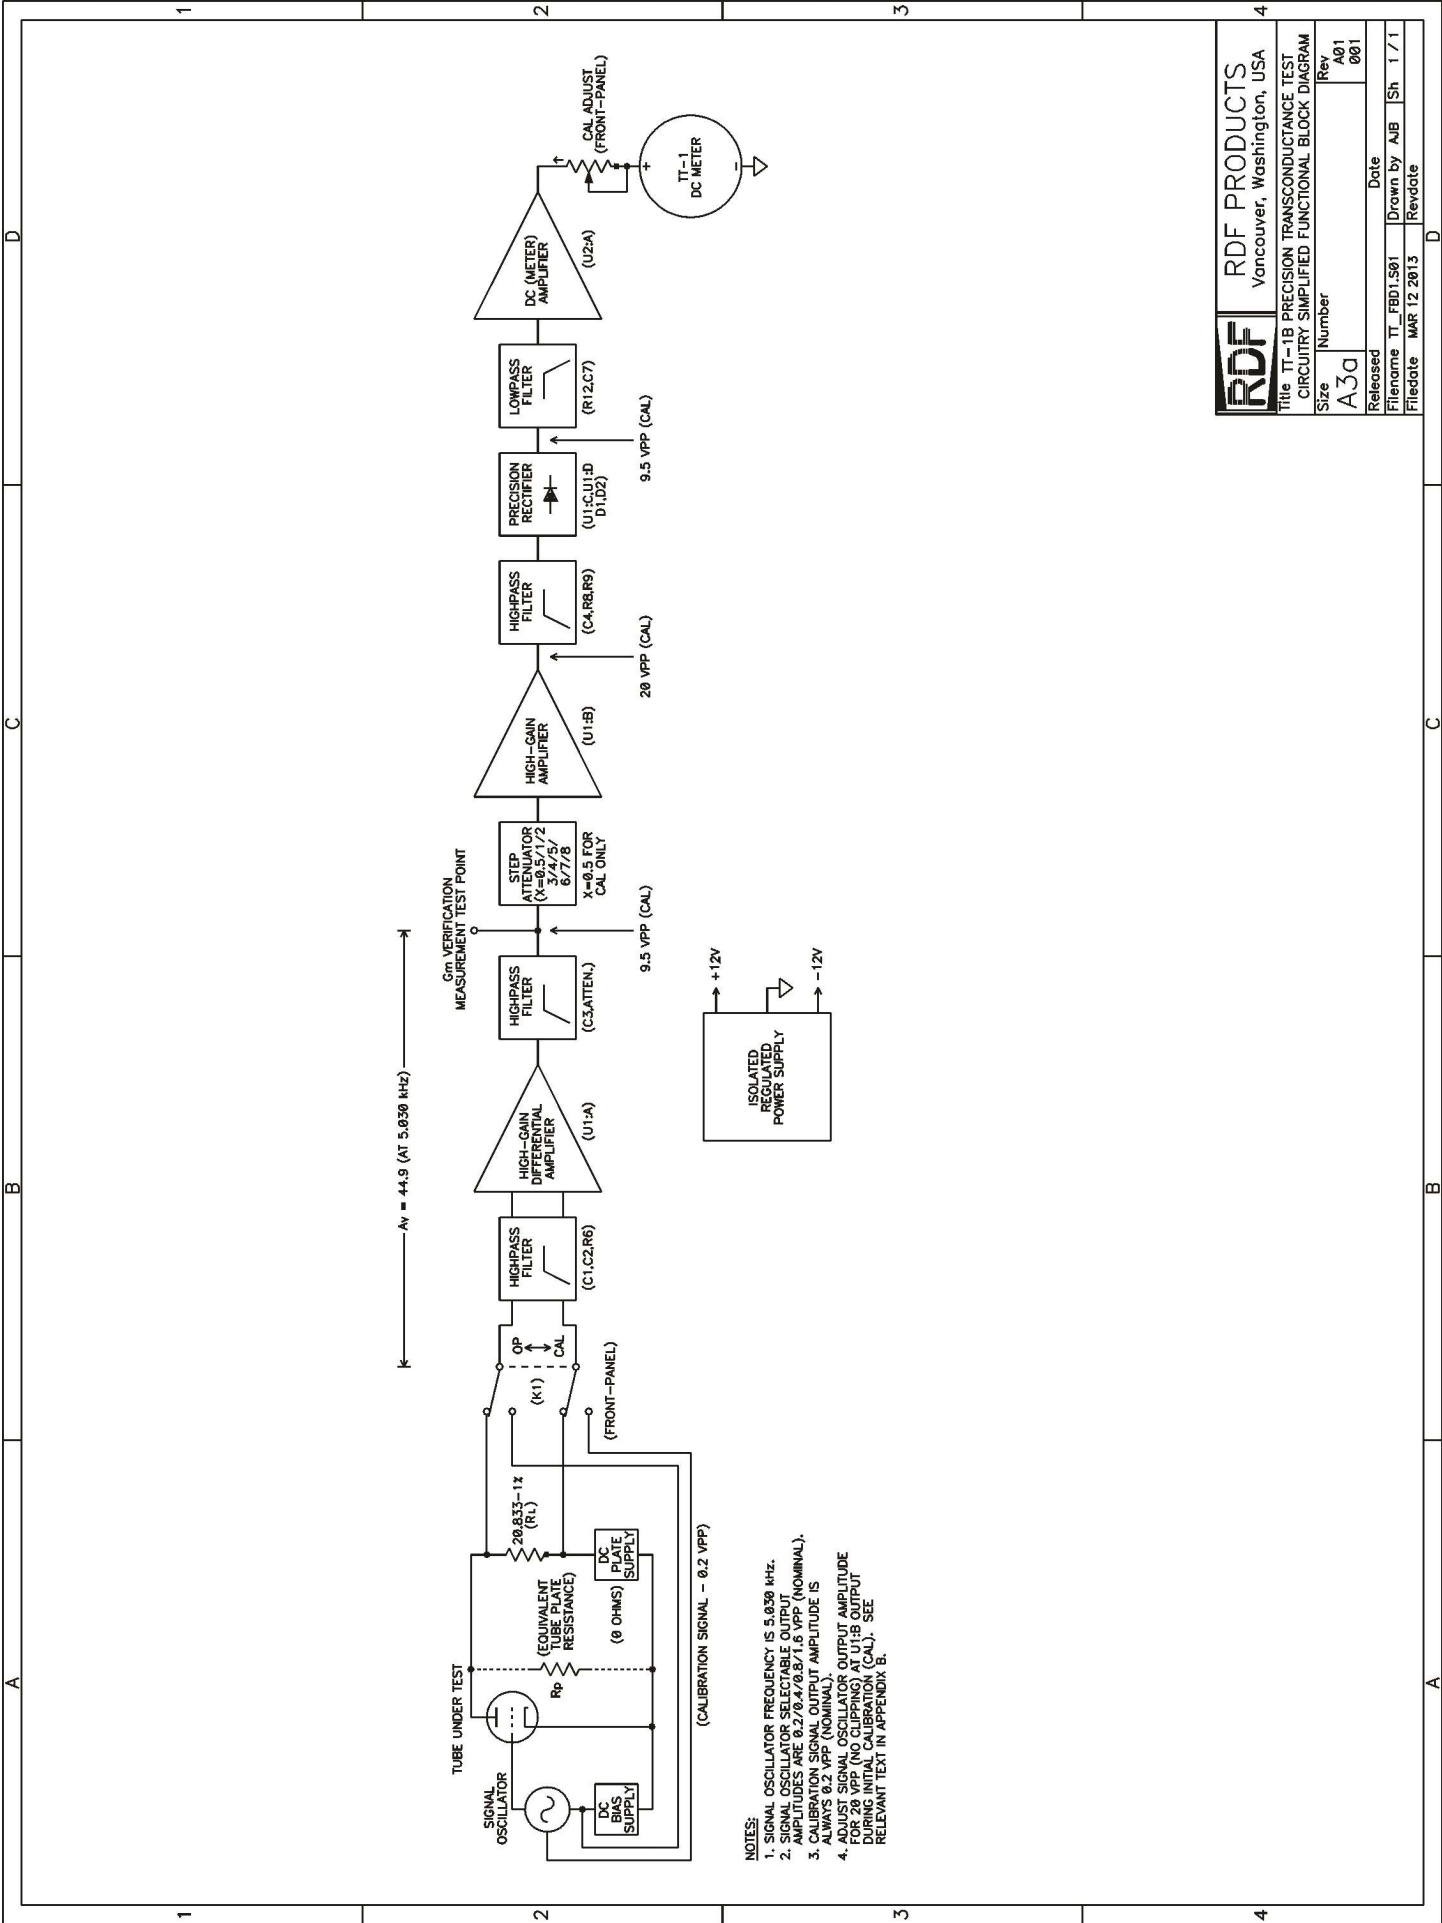 1
2
3
4
A
B
C
D
TUBE UNDER TEST
SIGNAL
OSCILLATOR
DC
BIAS
SUPPLY
Rp
(EQUIVALENT
TUBE PLATE
RESISTANCE)
(0 OHMS)
DC
PLATE
SUPPLY
20.833-1%
(RL)
(CALIBRATION SIGNAL - 0.2 VPP)
(K1)
OP
CAL
(FRONT-PANEL)
Av = 44.9 (AT 5.030 kHz)
HIGHPASS
FILTER
(C1,C2,R6)
HIGH-GAIN
DIFFERENTIAL
AMPLIFIER
(U1:A)
HIGHPASS
FILTER
(C3,ATTEN.)
Gm VERIFICATION
MEASUREMENT TEST POINT
9.5 VPP (CAL)
STEP
ATTENUATOR
(X=0.5/1/2
3/4/5/
6/7/8
X=0.5 FOR
CAL ONLY
HIGH-GAIN
AMPLIFIER
(U1:B)
20 VPP (CAL)
HIGHPASS
FILTER
(C4,R8,R9)
PRECISION
RECTIFIER
(U1:C,U1:D
D1,D2)
9.5 VPP (CAL)
LOWPASS
FILTER
(R12,C7)
DC (METER)
AMPLIFIER
(U2:A)
CAL ADJUST
(FRONT-PANEL)
+
TT-1
DC METER
-
ISOLATED
REGULATED
POWER SUPPLY
+12V
-12V
NOTES:
1. SIGNAL OSCILLATOR FREQUENCY IS 5.030 kHz.
2. SIGNAL OSCILLATOR SELECTABLE OUTPUT
AMPLITUDES ARE 0.2/0.4/0.8/1.6 VPP (NOMINAL).
3. CALIBRATION SIGNAL OUTPUT AMPLITUDE IS
ALWAYS 0.2 VPP (NOMINAL).
4. ADJUST SIGNAL OSCILLATOR OUTPUT AMPLITUDE
FOR 20 VPP (NO CLIPPING) AT U1:B OUTPUT
DURING INITIAL CALIBRATION (CAL). SEE
RELEVANT TEXT IN APPENDIX B.
RDF
RDF PRODUCTS
Vancouver, Washington, USA
Title TT-1B PRECISION TRANSCONDUCTANCE TEST
CIRCUITRY SIMPLIFIED FUNCTIONAL BLOCK DIAGRAM
Size Number Rev
A3a A01
001
Released Date
Filename TT_FBD1.S01 Drawn by AJB Sh 1 / 1
Filedate MAR 12 2013 Revdate
A
B
C
D
1
2
3
4